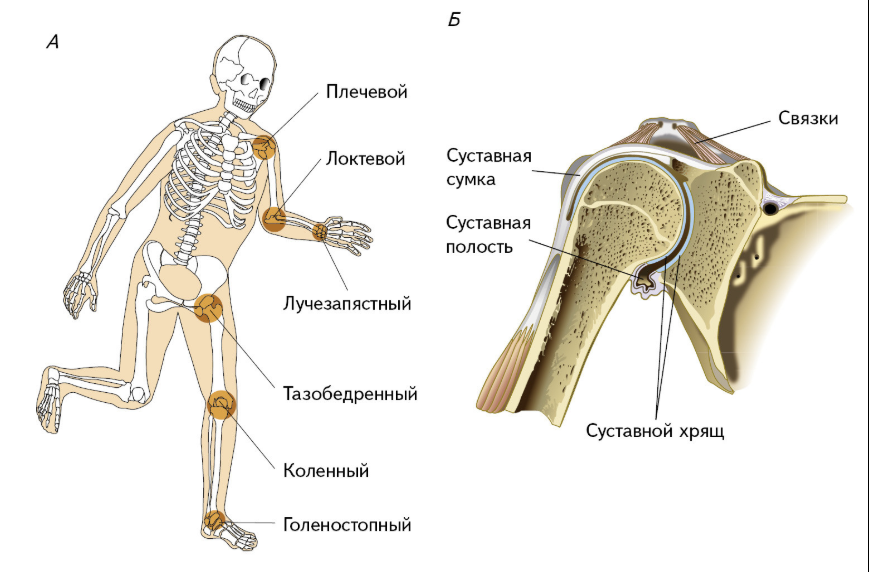 А
Плечевой
Локтевой
Лучезапястный
Тазобедренный
Коленный
Голеностопный
Б
Связки
Суставная
сумка
Суставная
полость
Суставной хрящ